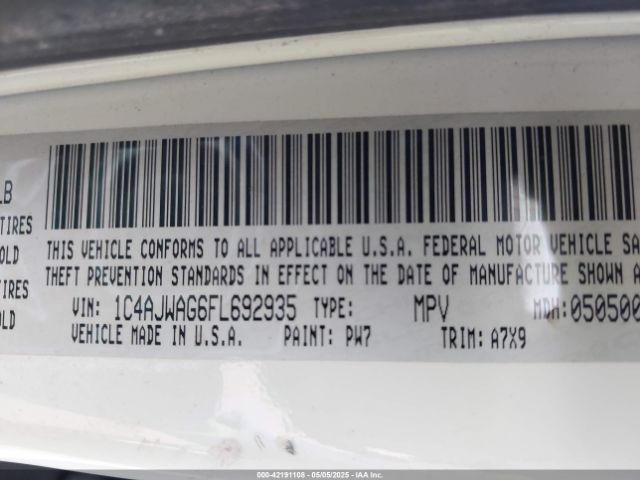 LB
TIRES
OLD
TIRES
OLD
THIS VEHICLE CONFORMS TO ALL APPLICABLE U.S.A. FEDERAL MOTOR VEHICLE SA
THEFT PREVENTION STANDARDS IN EFFECT ON THE DATE OF MANUFACTURE SHOWN A
VIN: 1C4AJWAG6FL692935 TYPE: MPV MDH: 050500
VEHICLE MADE IN U.S.A. PAINT: PW7 TRIM: A7X9
000-42191108 - 05/05/2025 - IAAI, Inc.